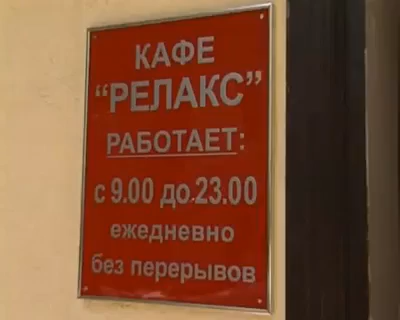 КАФЕ
“РЕЛАКС”
РАБОТАЕТ:
с 9.00 до 23.00
ежедневно
без перерывов